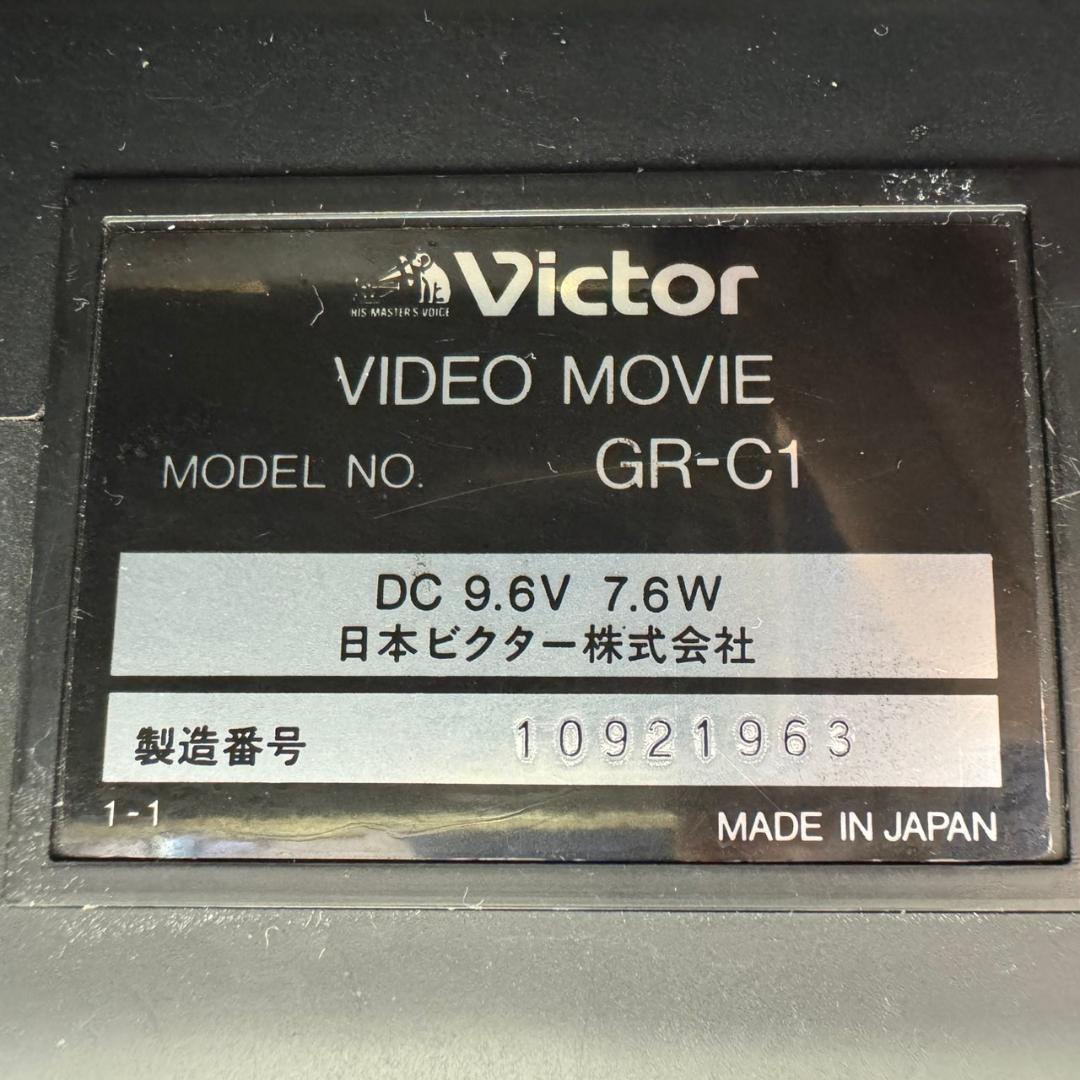 HIS MASTER'S VOICE Victor
VIDEO MOVIE
MODEL NO. GR-C1
DC 9.6V 7.6W
日本ビクター株式会社
製造番号 10921963
1-1 MADE IN JAPAN